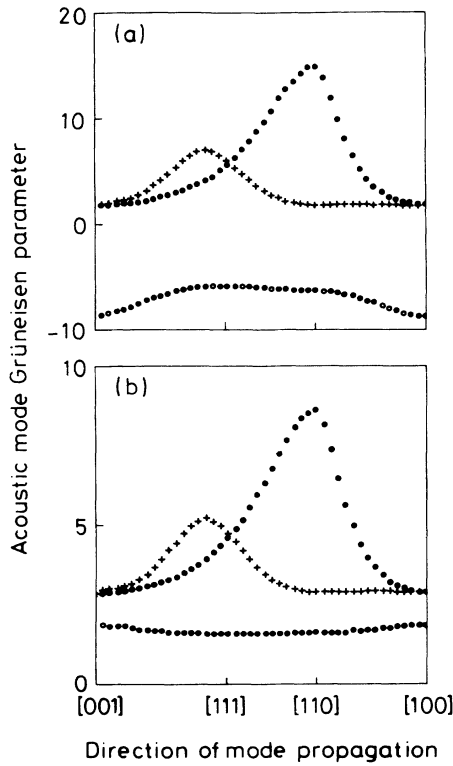 (a)
20
10
0
-10
(b)
10
5
0
[001] [111] [110] [100]
Direction of mode propagation
Acoustic mode Grüneisen parameter